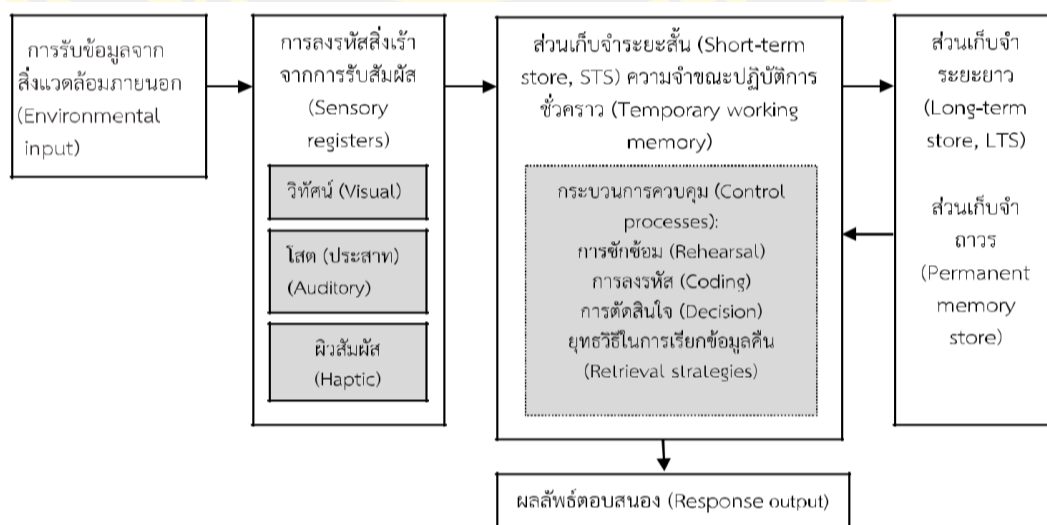 การรับข้อมูลจาก
สิ่งแวดล้อมภายนอก
(Environmental
input)
การลงรหัสสิ่งเร้า
จากการรับสัมผัส
(Sensory
registers)
วิทัศน์ (Visual)
โสต (ประสาท)
(Auditory)
ผิวสัมผัส
(Haptic)
ส่วนเก็บจำระยะสั้น (Short-term
store, STS) ความจำขณะปฏิบัติการ
ชั่วคราว (Temporary working
memory)
กระบวนการควบคุม (Control
processes):
การซักซ้อม (Rehearsal)
การลงรหัส (Coding)
การตัดสินใจ (Decision)
ยุทธวิธีในการเรียกข้อมูลคืน
(Retrieval strategies)
ส่วนเก็บจำ
ระยะยาว
(Long-term
store, LTS)
ส่วนเก็บจำ
ถาวร
(Permanent
memory
store)
ผลลัพธ์ตอบสนอง (Response output)